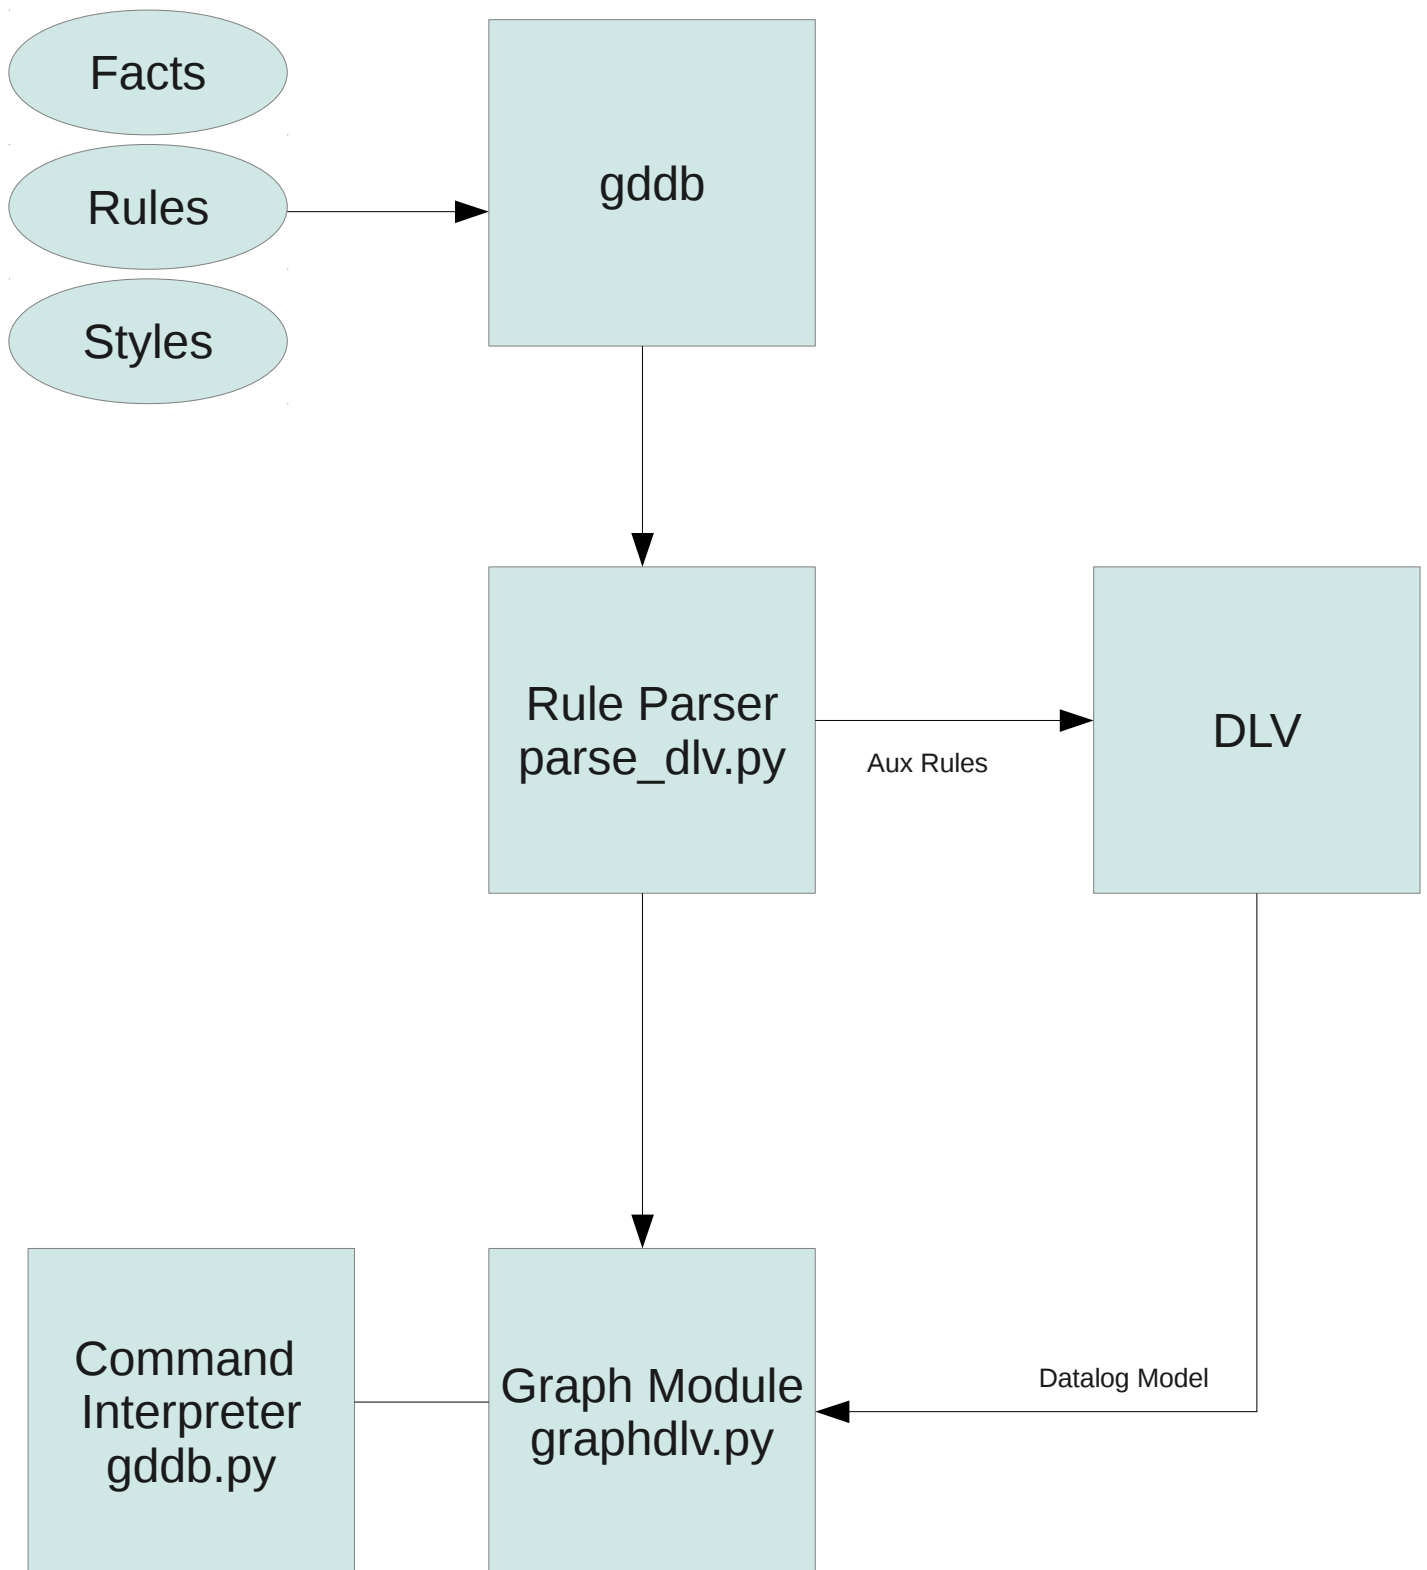 Facts
gddb
Rules
Styles
Rule Parser
parse_dlv.py
DLV
Aux Rules
Datalog Model
Command
Interpreter
gddb.py
Graph Module
graphdlv.py